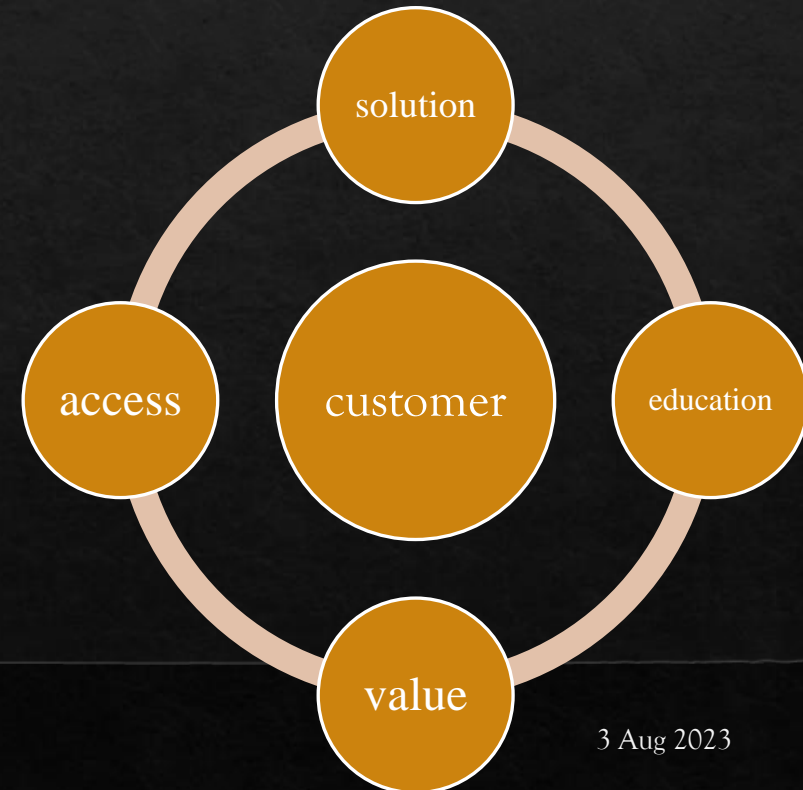 solution
access
customer
education
value
3 Aug 2023